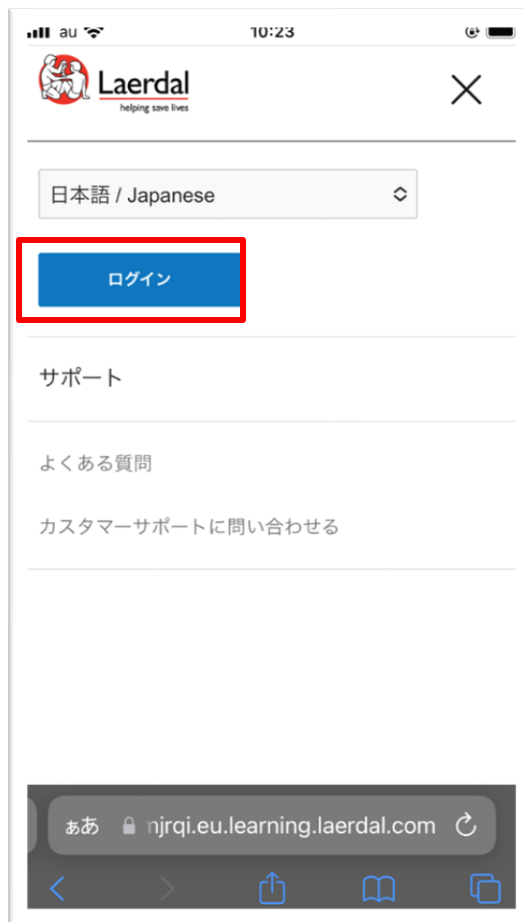 au 10:23
Laerdal
helping save lives
日本語 / Japanese
ログイン
サポート
よくある質問
カスタマーサポートに問い合わせる
ぁあ njrqi.eu.learning.laerdal.com